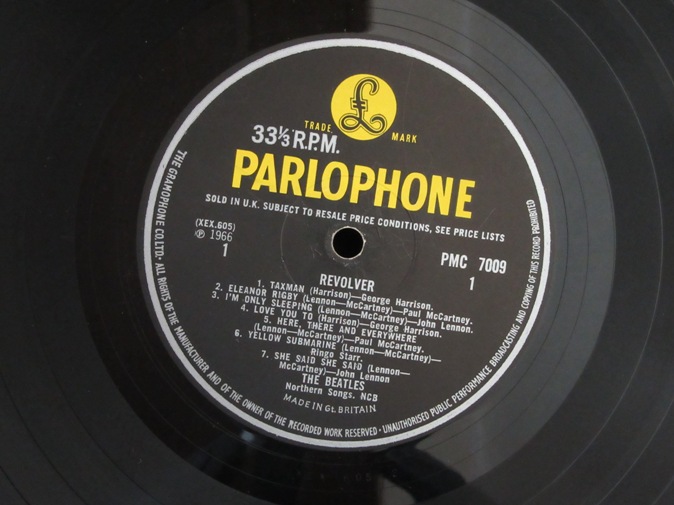 £
TRADE MARK
33⅓ R.P.M.
PARLOPHONE
SOLD IN U.K. SUBJECT TO RESALE PRICE CONDITIONS, SEE PRICE LISTS
(XEX.605)
℗ 1966
1
PMC 7009
1
REVOLVER
1. TAXMAN (Harrison)—George Harrison.
2. ELEANOR RIGBY (Lennon—McCartney)—Paul McCartney.
3. I'M ONLY SLEEPING (Lennon—McCartney)—John Lennon.
4. LOVE YOU TO (Harrison)—George Harrison.
5. HERE, THERE AND EVERYWHERE
(Lennon—McCartney)—Paul McCartney.
6. YELLOW SUBMARINE (Lennon—McCartney)—
Ringo Starr.
7. SHE SAID SHE SAID (Lennon—
McCartney)—John Lennon
THE BEATLES
Northern Songs. NCB
MADE IN Gt. BRITAIN
THE GRAMOPHONE CO. LTD. · ALL RIGHTS OF THE MANUFACTURER AND OF THE OWNER OF THE RECORDED WORK RESERVED · UNAUTHORISED PUBLIC PERFORMANCE BROADCASTING AND COPYING OF THIS RECORD PROHIBITED